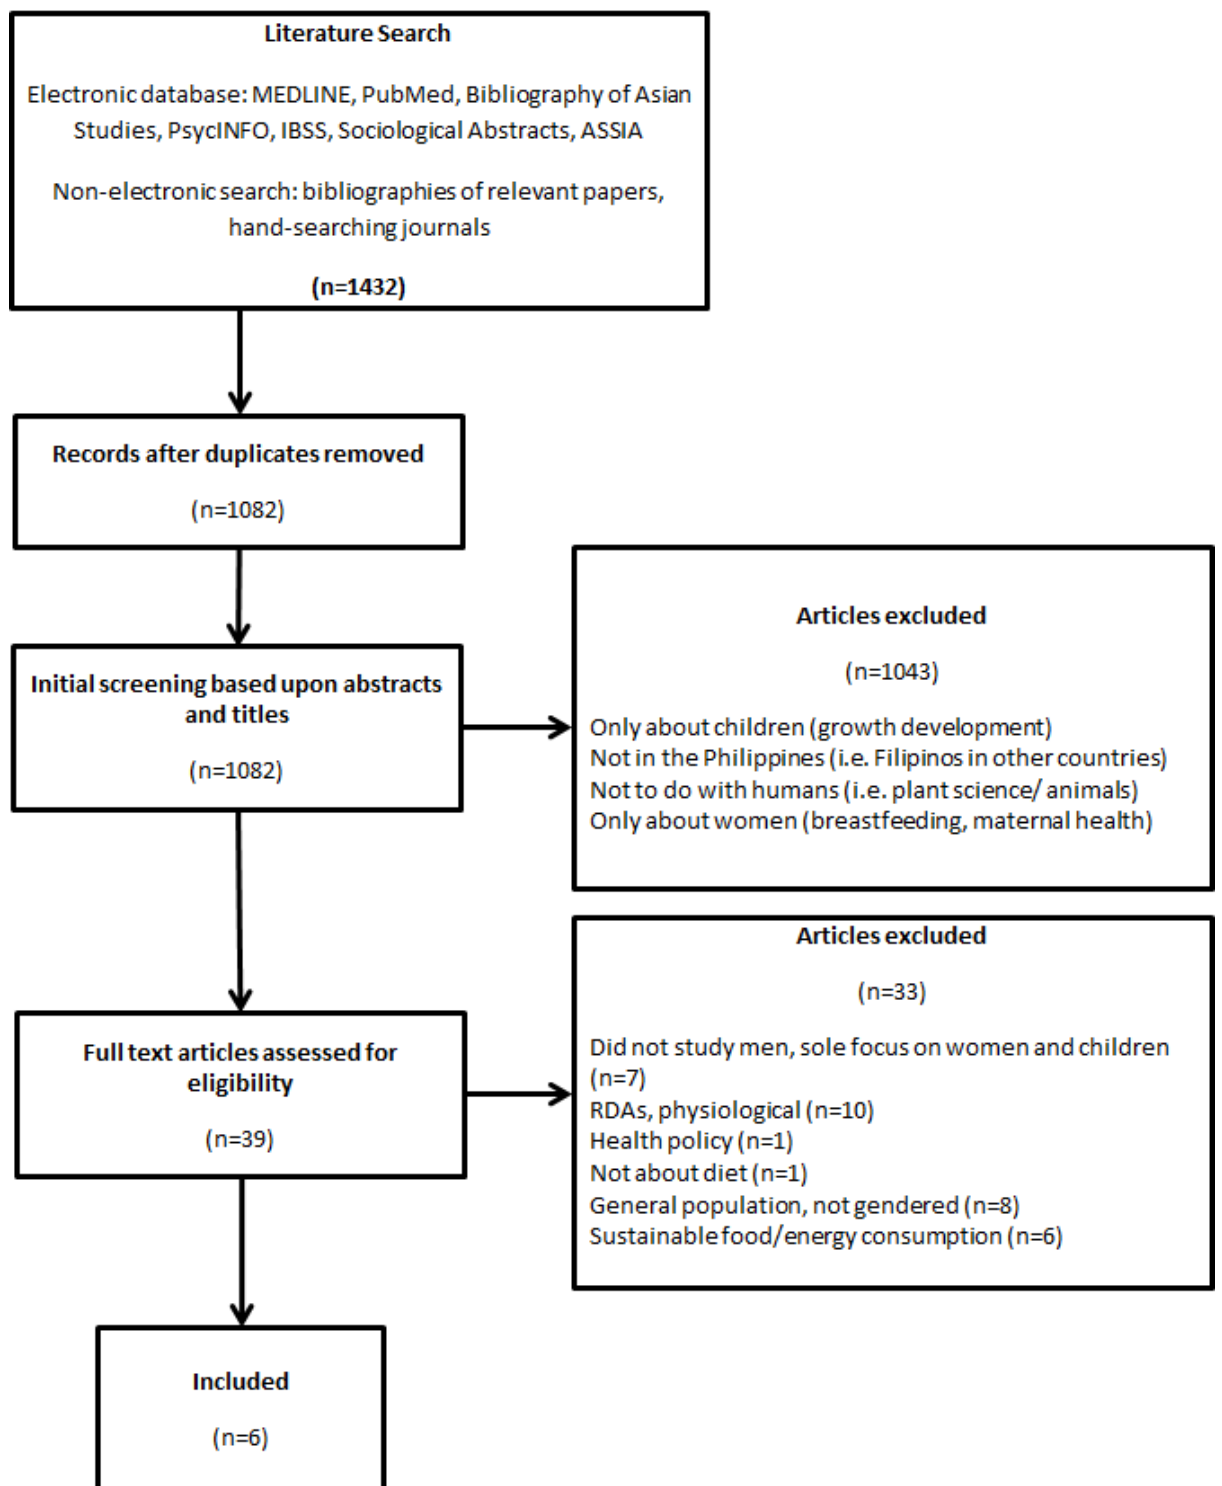 Literature Search
Electronic database: MEDLINE, PubMed, Bibliography of Asian
Studies, PsycINFO, IBSS, Sociological Abstracts, ASSIA
Non-electronic search: bibliographies of relevant papers,
hand-searching journals
(n=1432)
Records after duplicates removed
(n=1082)
Initial screening based upon abstracts
and titles
(n=1082)
Articles excluded
(n=1043)
Only about children (growth development)
Not in the Philippines (i.e. Filipinos in other countries)
Not to do with humans (i.e. plant science/ animals)
Only about women (breastfeeding, maternal health)
Full text articles assessed for
eligibility
(n=39)
Articles excluded
(n=33)
Did not study men, sole focus on women and children
(n=7)
RDAs, physiological (n=10)
Health policy (n=1)
Not about diet (n=1)
General population, not gendered (n=8)
Sustainable food/energy consumption (n=6)
Included
(n=6)